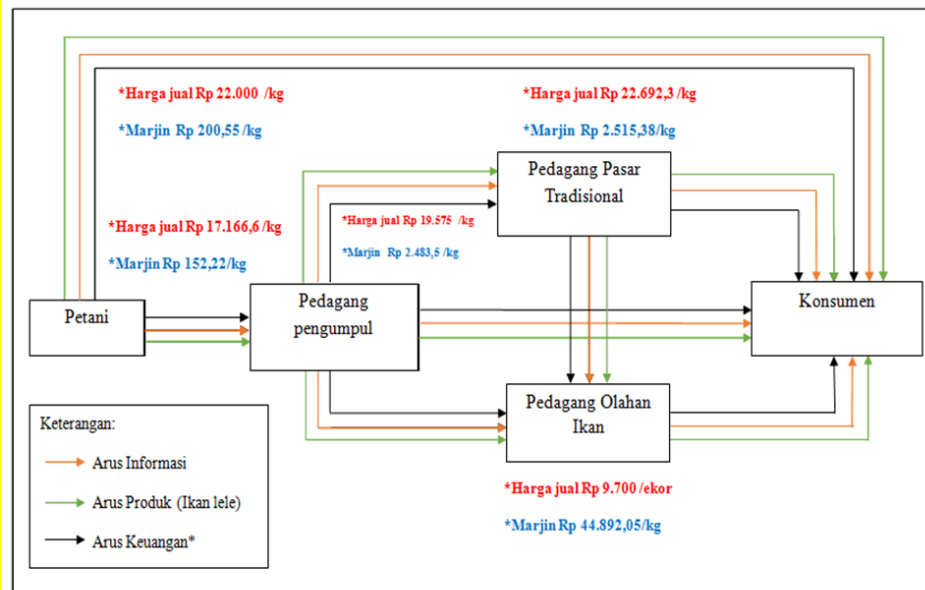 *Harga jual Rp 22.000 /kg
*Marjin Rp 200,55/kg
*Harga jual Rp 22.692,3 /kg
*Marjin Rp 2.515,38/kg
Pedagang Pasar
Tradisional
*Harga jual Rp 17.166,6 /kg
*Marjin Rp 152,22/kg
*Harga jual Rp 19.575 /kg
*Marjin Rp 2.483,5 /kg
Petani
Pedagang
pengumpul
Konsumen
Pedagang Olahan
Ikan
*Harga jual Rp 9.700 /ekor
*Marjin Rp 44.892,05/kg
Keterangan:
Arus Informasi
Arus Produk (Ikan lele)
Arus Keuangan*